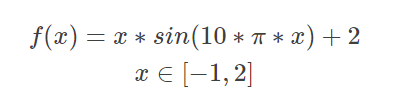 f(x) = x * sin(10 * π * x) + 2
x ∈ [−1, 2]